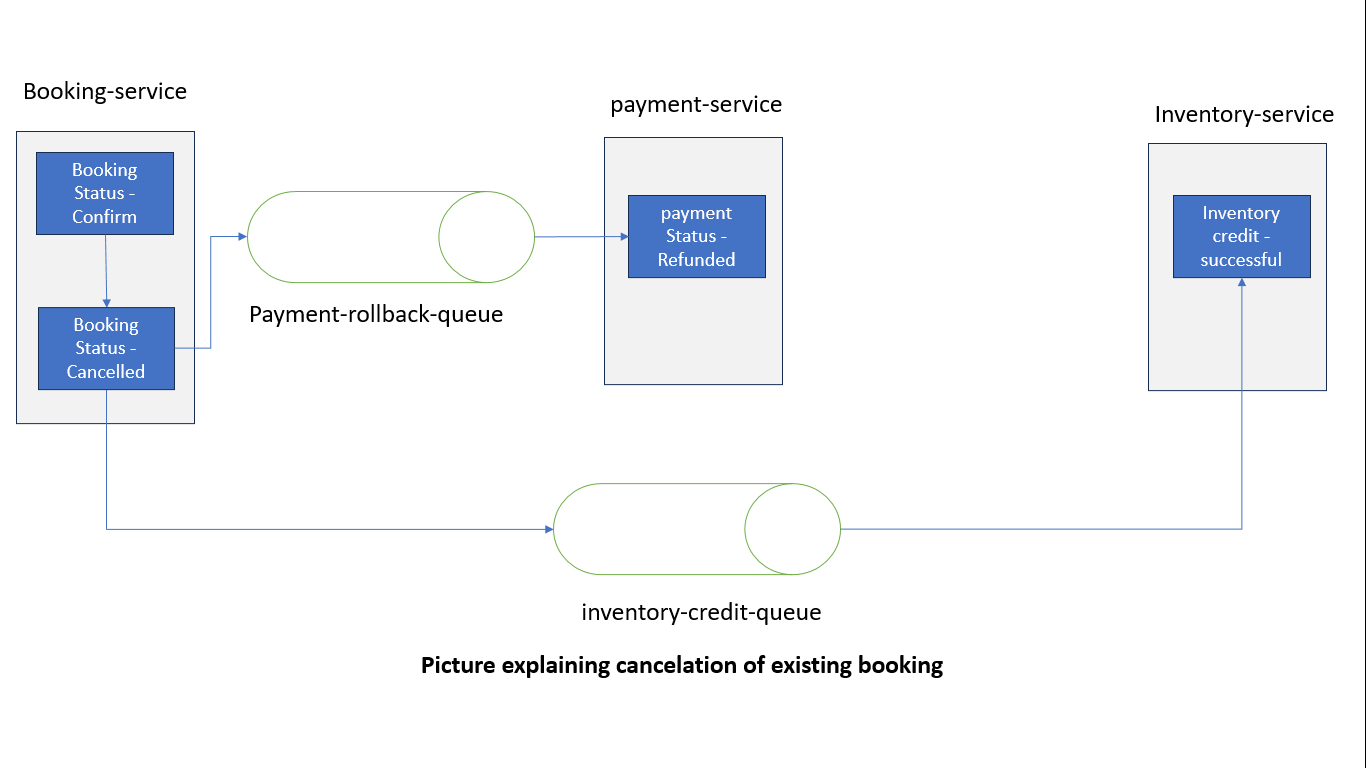 Booking-service
payment-service
Inventory-service
Booking
Status -
Confirm
payment
Status -
Refunded
Inventory
credit -
successful
Payment-rollback-queue
Booking
Status -
Cancelled
inventory-credit-queue
Picture explaining cancelation of existing booking